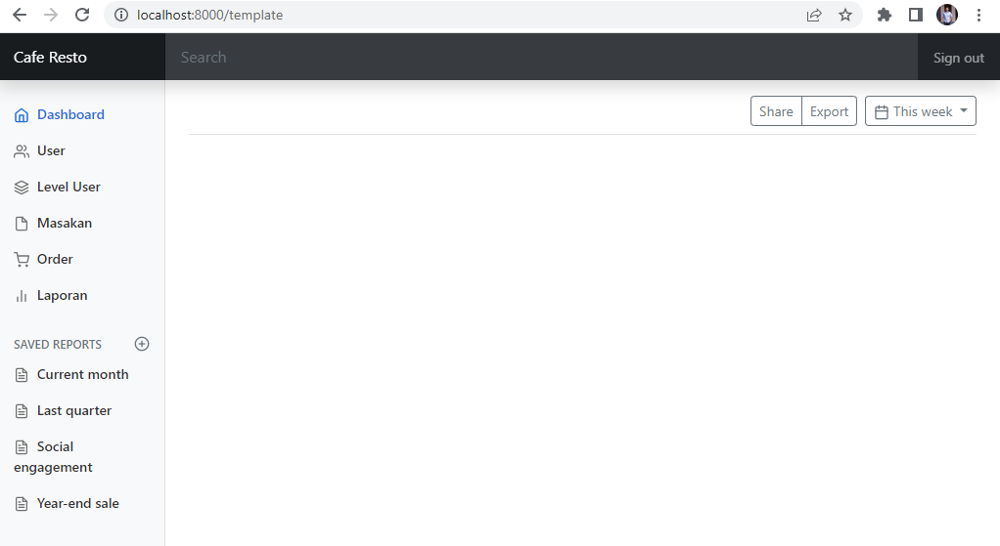 localhost:8000/template
Cafe Resto
Search
Sign out
Share
Export
This week
Dashboard
User
Level User
Masakan
Order
Laporan
SAVED REPORTS
Current month
Last quarter
Social
engagement
Year-end sale